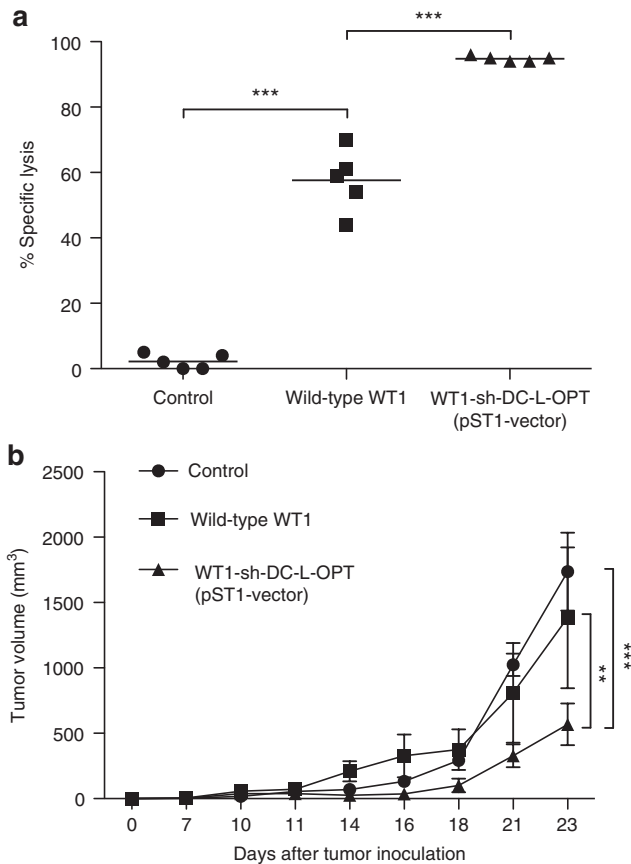 a
***
***
100
80
60
40
20
0
% Specific lysis
Control
Wild-type WT1
WT1-sh-DC-L-OPT
(pST1-vector)
b
2500
2000
1500
1000
500
0
Tumor volume (mm³)
Control
Wild-type WT1
WT1-sh-DC-L-OPT
(pST1-vector)
**
***
0 7 10 11 14 16 18 21 23
Days after tumor inoculation